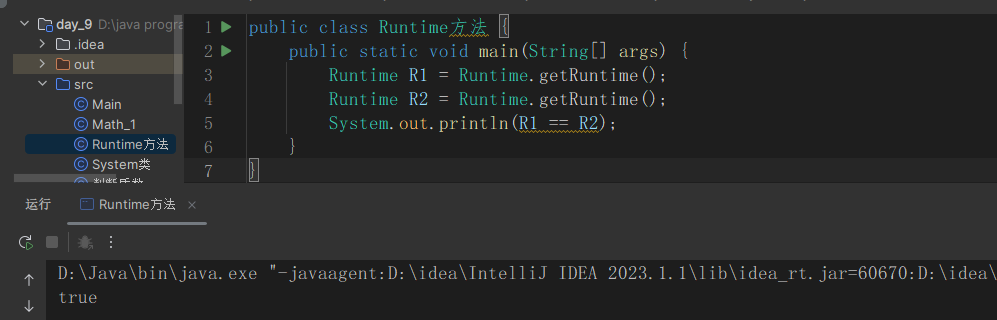 day_9 D:\java progra
.idea
out
src
Main
Math_1
Runtime方法
System类
判断质数
1 public class Runtime方法 {
2 public static void main(String[] args) {
3 Runtime R1 = Runtime.getRuntime();
4 Runtime R2 = Runtime.getRuntime();
5 System.out.println(R1 == R2);
6 }
7 }
运行 Runtime方法
D:\Java\bin\java.exe "-javaagent:D:\idea\IntelliJ IDEA 2023.1.1\lib\idea_rt.jar=60670:D:\idea\
true